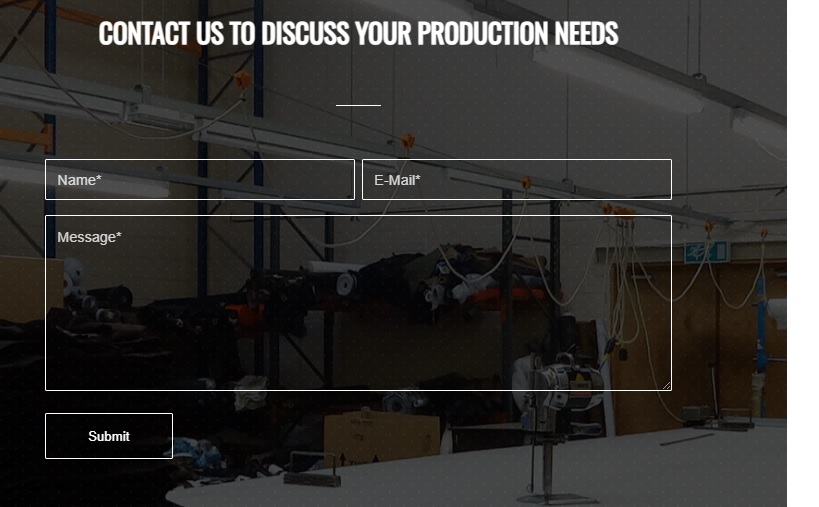 CONTACT US TO DISCUSS YOUR PRODUCTION NEEDS
Name*
E-Mail*
Message*
Submit